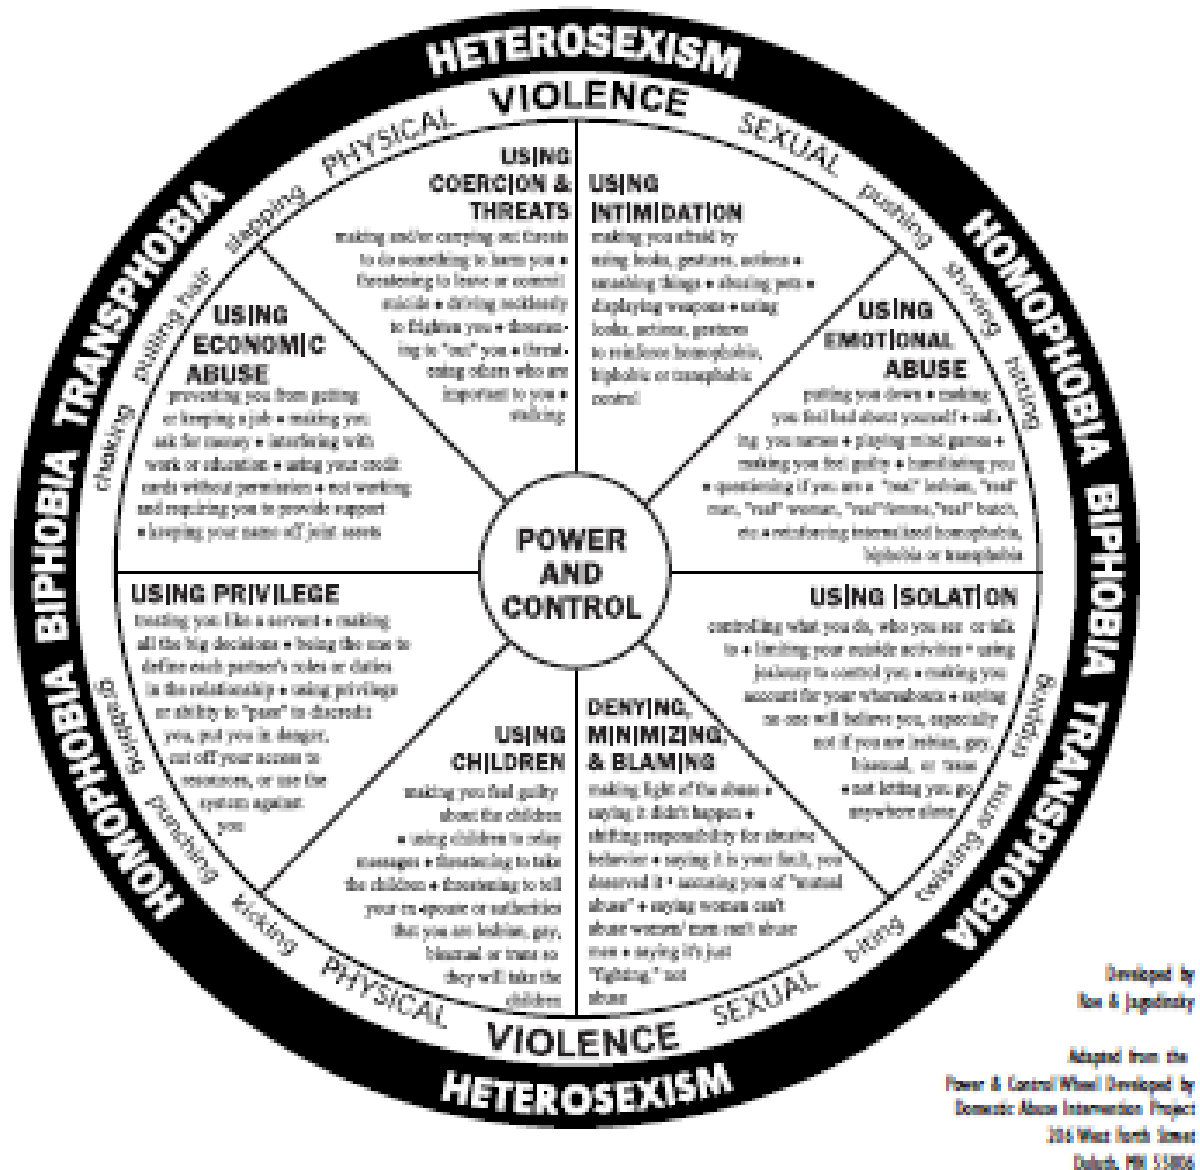 HETEROSEXISM
HOMOPHOBIA BIPHOBIA TRANSPHOBIA
HOMOPHOBIA BIPHOBIA TRANSPHOBIA
HETEROSEXISM
PHYSICAL VIOLENCE SEXUAL
pushing
shoving
hitting
tripping
twisting arms
biting
PHYSICAL VIOLENCE SEXUAL
kicking
punching
grabbing
choking
pulling hair
slapping
POWER
AND
CONTROL
USING
COERCION &
THREATS
making and/or carrying out threats
to do something to harm you •
threatening to leave or commit
suicide • driving recklessly
to frighten you • threaten-
ing to "out" you • threat-
ening others who are
important to you •
stalking
USING
INTIMIDATION
making you afraid by
using looks, gestures, actions •
smashing things • abusing pets •
displaying weapons • using
looks, actions, gestures
to reinforce homophobic,
biphobic or transphobic
control
USING
EMOTIONAL
ABUSE
putting you down • making
you feel bad about yourself • call-
ing you names • playing mind games •
making you feel guilty • humiliating you
• questioning if you are a "real" lesbian, "real"
man, "real" woman, "real" femme, "real" butch,
etc. • reinforcing internalized homophobia,
biphobia or transphobia
USING ISOLATION
controlling what you do, who you see or talk
to • limiting your outside activities • using
jealousy to control you • making you
account for your whereabouts • saying
no one will believe you, especially
not if you are lesbian, gay,
bisexual, or trans
• not letting you go
anywhere alone
DENYING,
MINIMIZING,
& BLAMING
making light of the abuse •
saying it didn't happen •
shifting responsibility for abusive
behavior • saying it is your fault, you
deserved it • accusing you of "mutual
abuse" • saying women can't
abuse women/ men can't abuse
men • saying it's just
"fighting," not
abuse
USING
CHILDREN
making you feel guilty
about the children
• using children to relay
messages • threatening to take
the children • threatening to tell
your ex-spouse or authorities
that you are lesbian, gay,
bisexual or trans so
they will take the
children
USING PRIVILEGE
treating you like a servant • making
all the big decisions • being the one to
define each partner's roles or duties
in the relationship • using privilege
or ability to "pass" to discredit
you, put you in danger,
cut off your access to
resources, or use the
system against
you
USING
ECONOMIC
ABUSE
preventing you from getting
or keeping a job • making you
ask for money • interfering with
work or education • using your credit
cards without permission • not working
and requiring you to provide support
• keeping your name off joint assets
Developed by
Roe & Jagodinsky
Adapted from the
Power & Control Wheel Developed by
Domestic Abuse Intervention Project
West Street
Duluth, MN